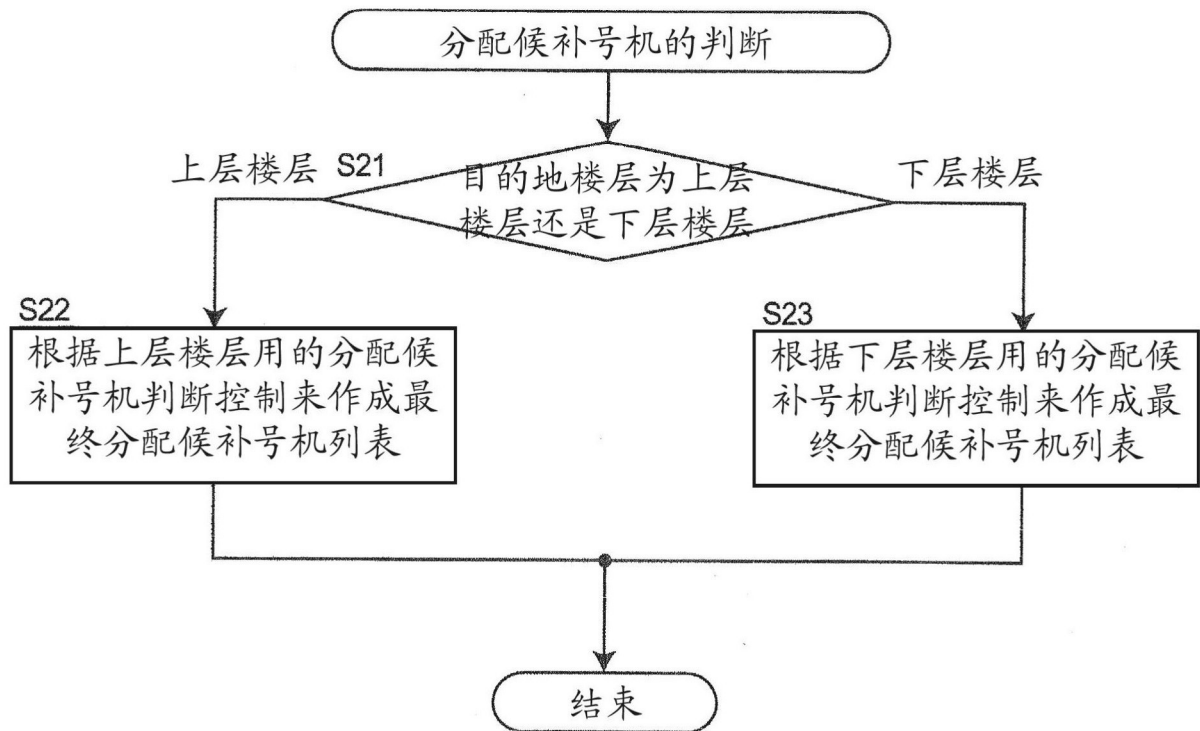 分配候补号机的判断
上层楼层 S21
目的地楼层为上层
楼层还是下层楼层
下层楼层
S22
根据上层楼层用的分配候
补号机判断控制来作成最
终分配候补号机列表
S23
根据下层楼层用的分配候
补号机判断控制来作成最
终分配候补号机列表
结束